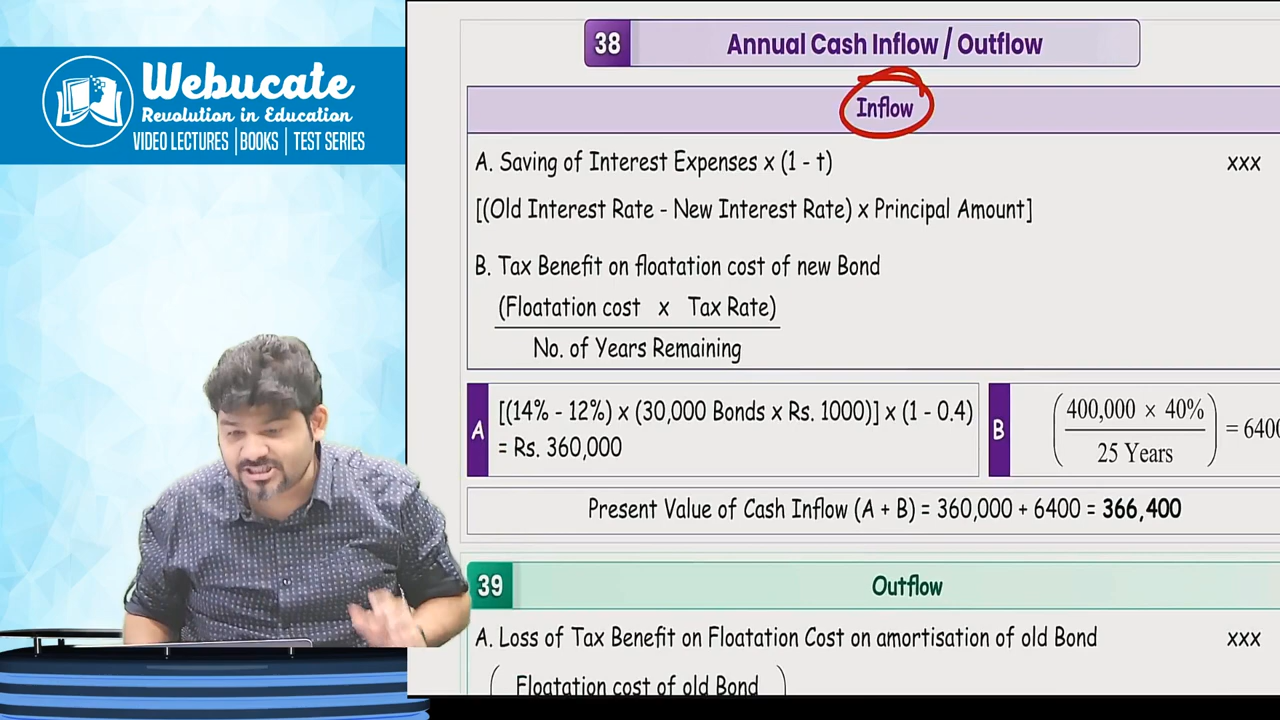 Webucate
Revolution in Education
VIDEO LECTURES | BOOKS | TEST SERIES
38 Annual Cash Inflow / Outflow
Inflow
A. Saving of Interest Expenses x (1 - t) xxx
[(Old Interest Rate - New Interest Rate) x Principal Amount]
B. Tax Benefit on floatation cost of new Bond
(Floatation cost x Tax Rate)
No. of Years Remaining
A [(14% - 12%) x (30,000 Bonds x Rs. 1000)] x (1 - 0.4)
= Rs. 360,000
B (400,000 × 40% / 25 Years) = 6400
Present Value of Cash Inflow (A + B) = 360,000 + 6400 = 366,400
39 Outflow
A. Loss of Tax Benefit on Floatation Cost on amortisation of old Bond xxx
( Floatation cost of old Bond )